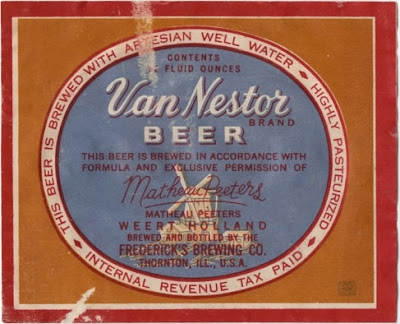 THIS BEER IS BREWED WITH ARTESIAN WELL WATER ♦ HIGHLY PASTEURIZED ♦ INTERNAL REVENUE TAX PAID ♦
CONTENTS
FLUID OUNCES
Van Nestor
BRAND
BEER
THIS BEER IS BREWED IN ACCORDANCE WITH
FORMULA AND EXCLUSIVE PERMISSION OF
Matheau Peeters
MATHEAU PEETERS
WEERT HOLLAND
BREWED AND BOTTLED BY THE
FREDERICK'S BREWING CO.
THORNTON, ILL., U.S.A.